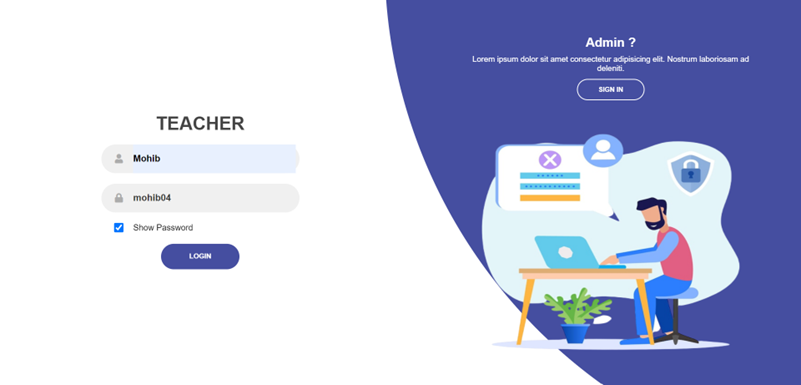 TEACHER
Mohib
mohib04
Show Password
LOGIN
Admin ?
Lorem ipsum dolor sit amet consectetur adipisicing elit. Nostrum laboriosam ad
deleniti.
SIGN IN